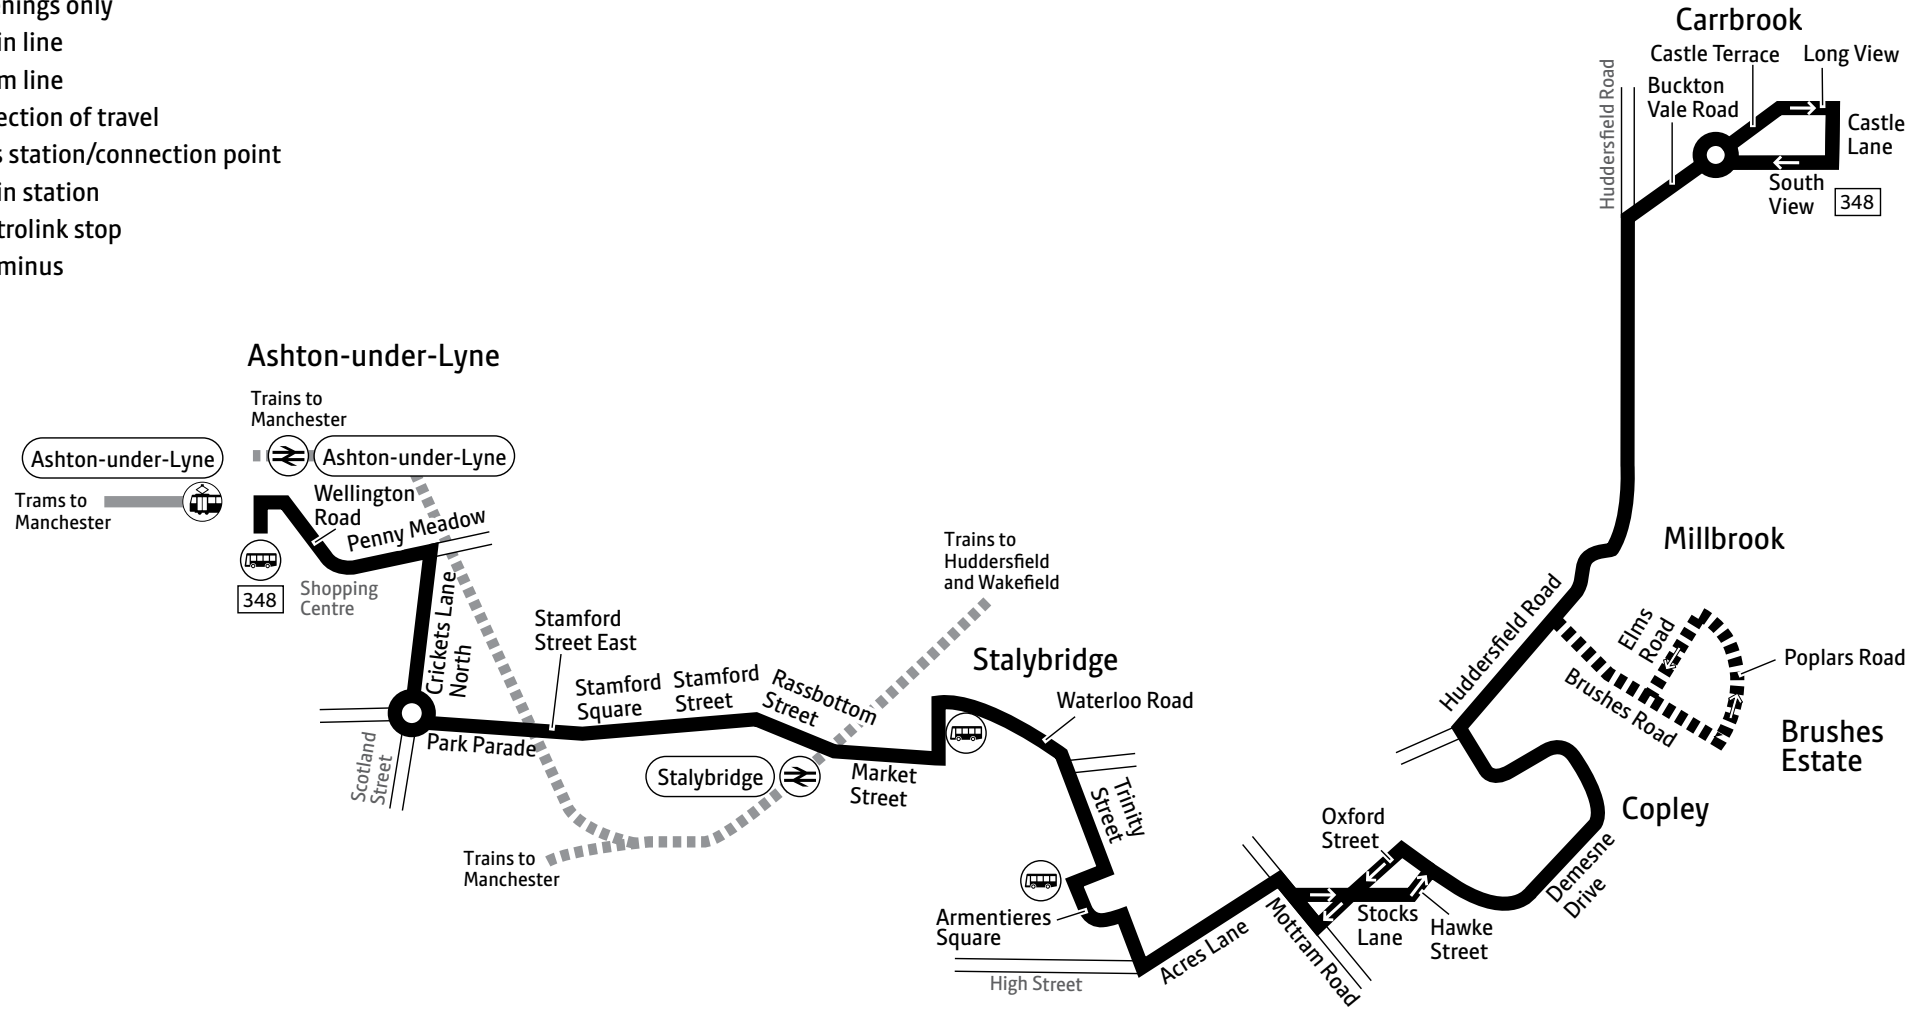 enings only
in line
m line
ection of travel
s station/connection point
in station
trolink stop
minus
Carrbrook
Castle Terrace
Long View
Huddersfield Road
Buckton
Vale Road
Castle
Lane
South
View
348
Ashton-under-Lyne
Trains to
Manchester
Ashton-under-Lyne
Ashton-under-Lyne
Trams to
Manchester
Wellington
Road
Penny Meadow
348
Shopping
Centre
Crickets Lane
North
Stamford
Street East
Stamford
Square
Stamford
Street
Rassbottom
Street
Park Parade
Scotland
Street
Stalybridge
Market
Street
Trains to
Manchester
Trains to
Huddersfield
and Wakefield
Stalybridge
Waterloo Road
Trinity
Street
Armentieres
Square
High Street
Acres Lane
Mottram Road
Oxford
Street
Stocks
Lane
Hawke
Street
Demesne
Drive
Copley
Huddersfield Road
Millbrook
Elms
Road
Poplars Road
Brushes Road
Brushes
Estate